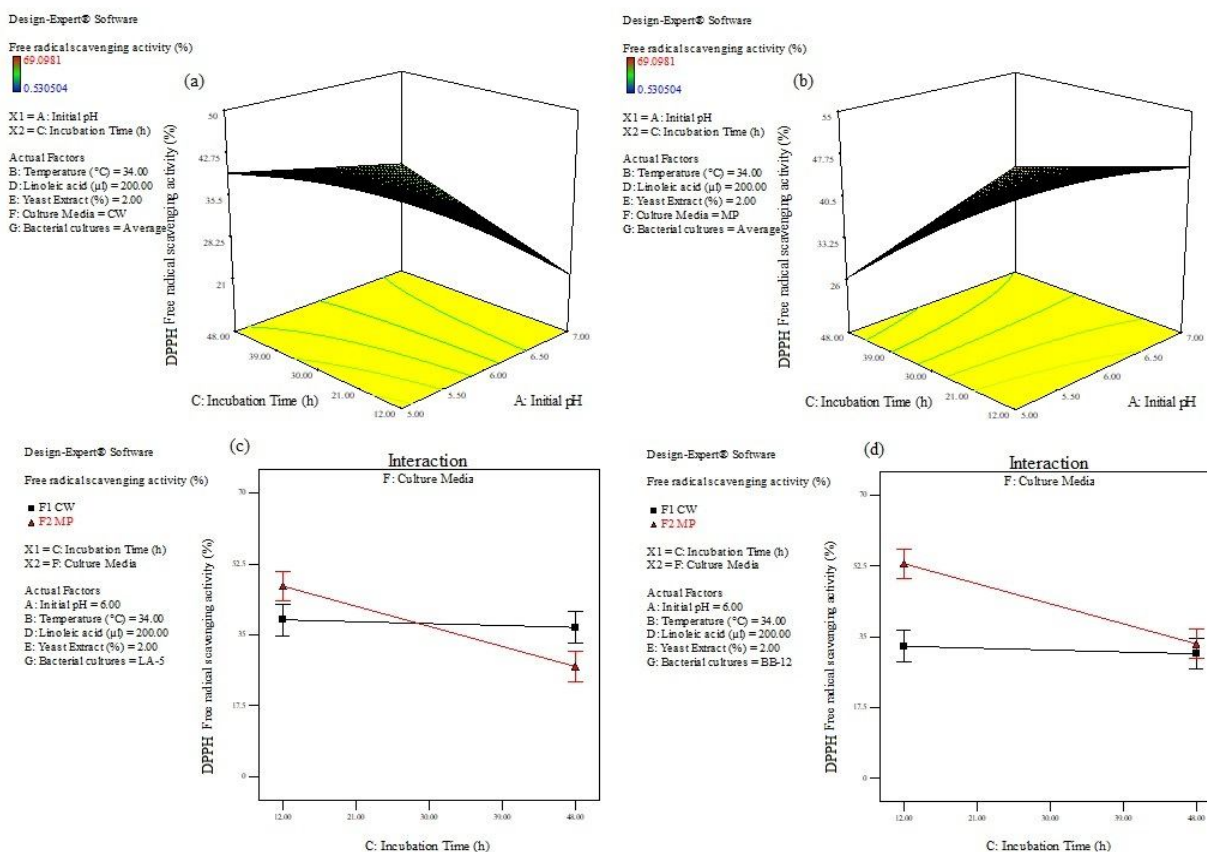 Design-Expert® Software
Free radical scavenging activity (%)
69.0981
0.530504
X1 = A: Initial pH
X2 = C: Incubation Time (h)
Actual Factors
B: Temperature (°C) = 34.00
D: Linoleic acid (µl) = 200.00
E: Yeast Extract (%) = 2.00
F: Culture Media = CW
G: Bacterial cultures = Average
(a)
DPPH Free radical scavenging activity (%)
50
42.75
35.5
28.25
21
48.00
39.00
30.00
21.00
12.00
5.00
5.50
6.00
6.50
7.00
C: Incubation Time (h)
A: Initial pH
Design-Expert® Software
Free radical scavenging activity (%)
69.0981
0.530504
X1 = A: Initial pH
X2 = C: Incubation Time (h)
Actual Factors
B: Temperature (°C) = 34.00
D: Linoleic acid (µl) = 200.00
E: Yeast Extract (%) = 2.00
F: Culture Media = MP
G: Bacterial cultures = Average
(b)
DPPH Free radical scavenging activity (%)
55
47.75
40.5
33.25
26
48.00
39.00
30.00
21.00
12.00
5.00
5.50
6.00
6.50
7.00
C: Incubation Time (h)
A: Initial pH
Design-Expert® Software
Free radical scavenging activity (%)
F1 CW
F2 MP
X1 = C: Incubation Time (h)
X2 = F: Culture Media
Actual Factors
A: Initial pH = 6.00
B: Temperature (°C) = 34.00
D: Linoleic acid (µl) = 200.00
E: Yeast Extract (%) = 2.00
G: Bacterial cultures = LA-5
(c)
Interaction
F: Culture Media
DPPH Free radical scavenging activity (%)
70
52.5
35
17.5
0
12.00
21.00
30.00
39.00
48.00
C: Incubation Time (h)
Design-Expert® Software
Free radical scavenging activity (%)
F1 CW
F2 MP
X1 = C: Incubation Time (h)
X2 = F: Culture Media
Actual Factors
A: Initial pH = 6.00
B: Temperature (°C) = 34.00
D: Linoleic acid (µl) = 200.00
E: Yeast Extract (%) = 2.00
G: Bacterial cultures = BB-12
(d)
Interaction
F: Culture Media
DPPH Free radical scavenging activity (%)
70
52.5
35
17.5
0
12.00
21.00
30.00
39.00
48.00
C: Incubation Time (h)